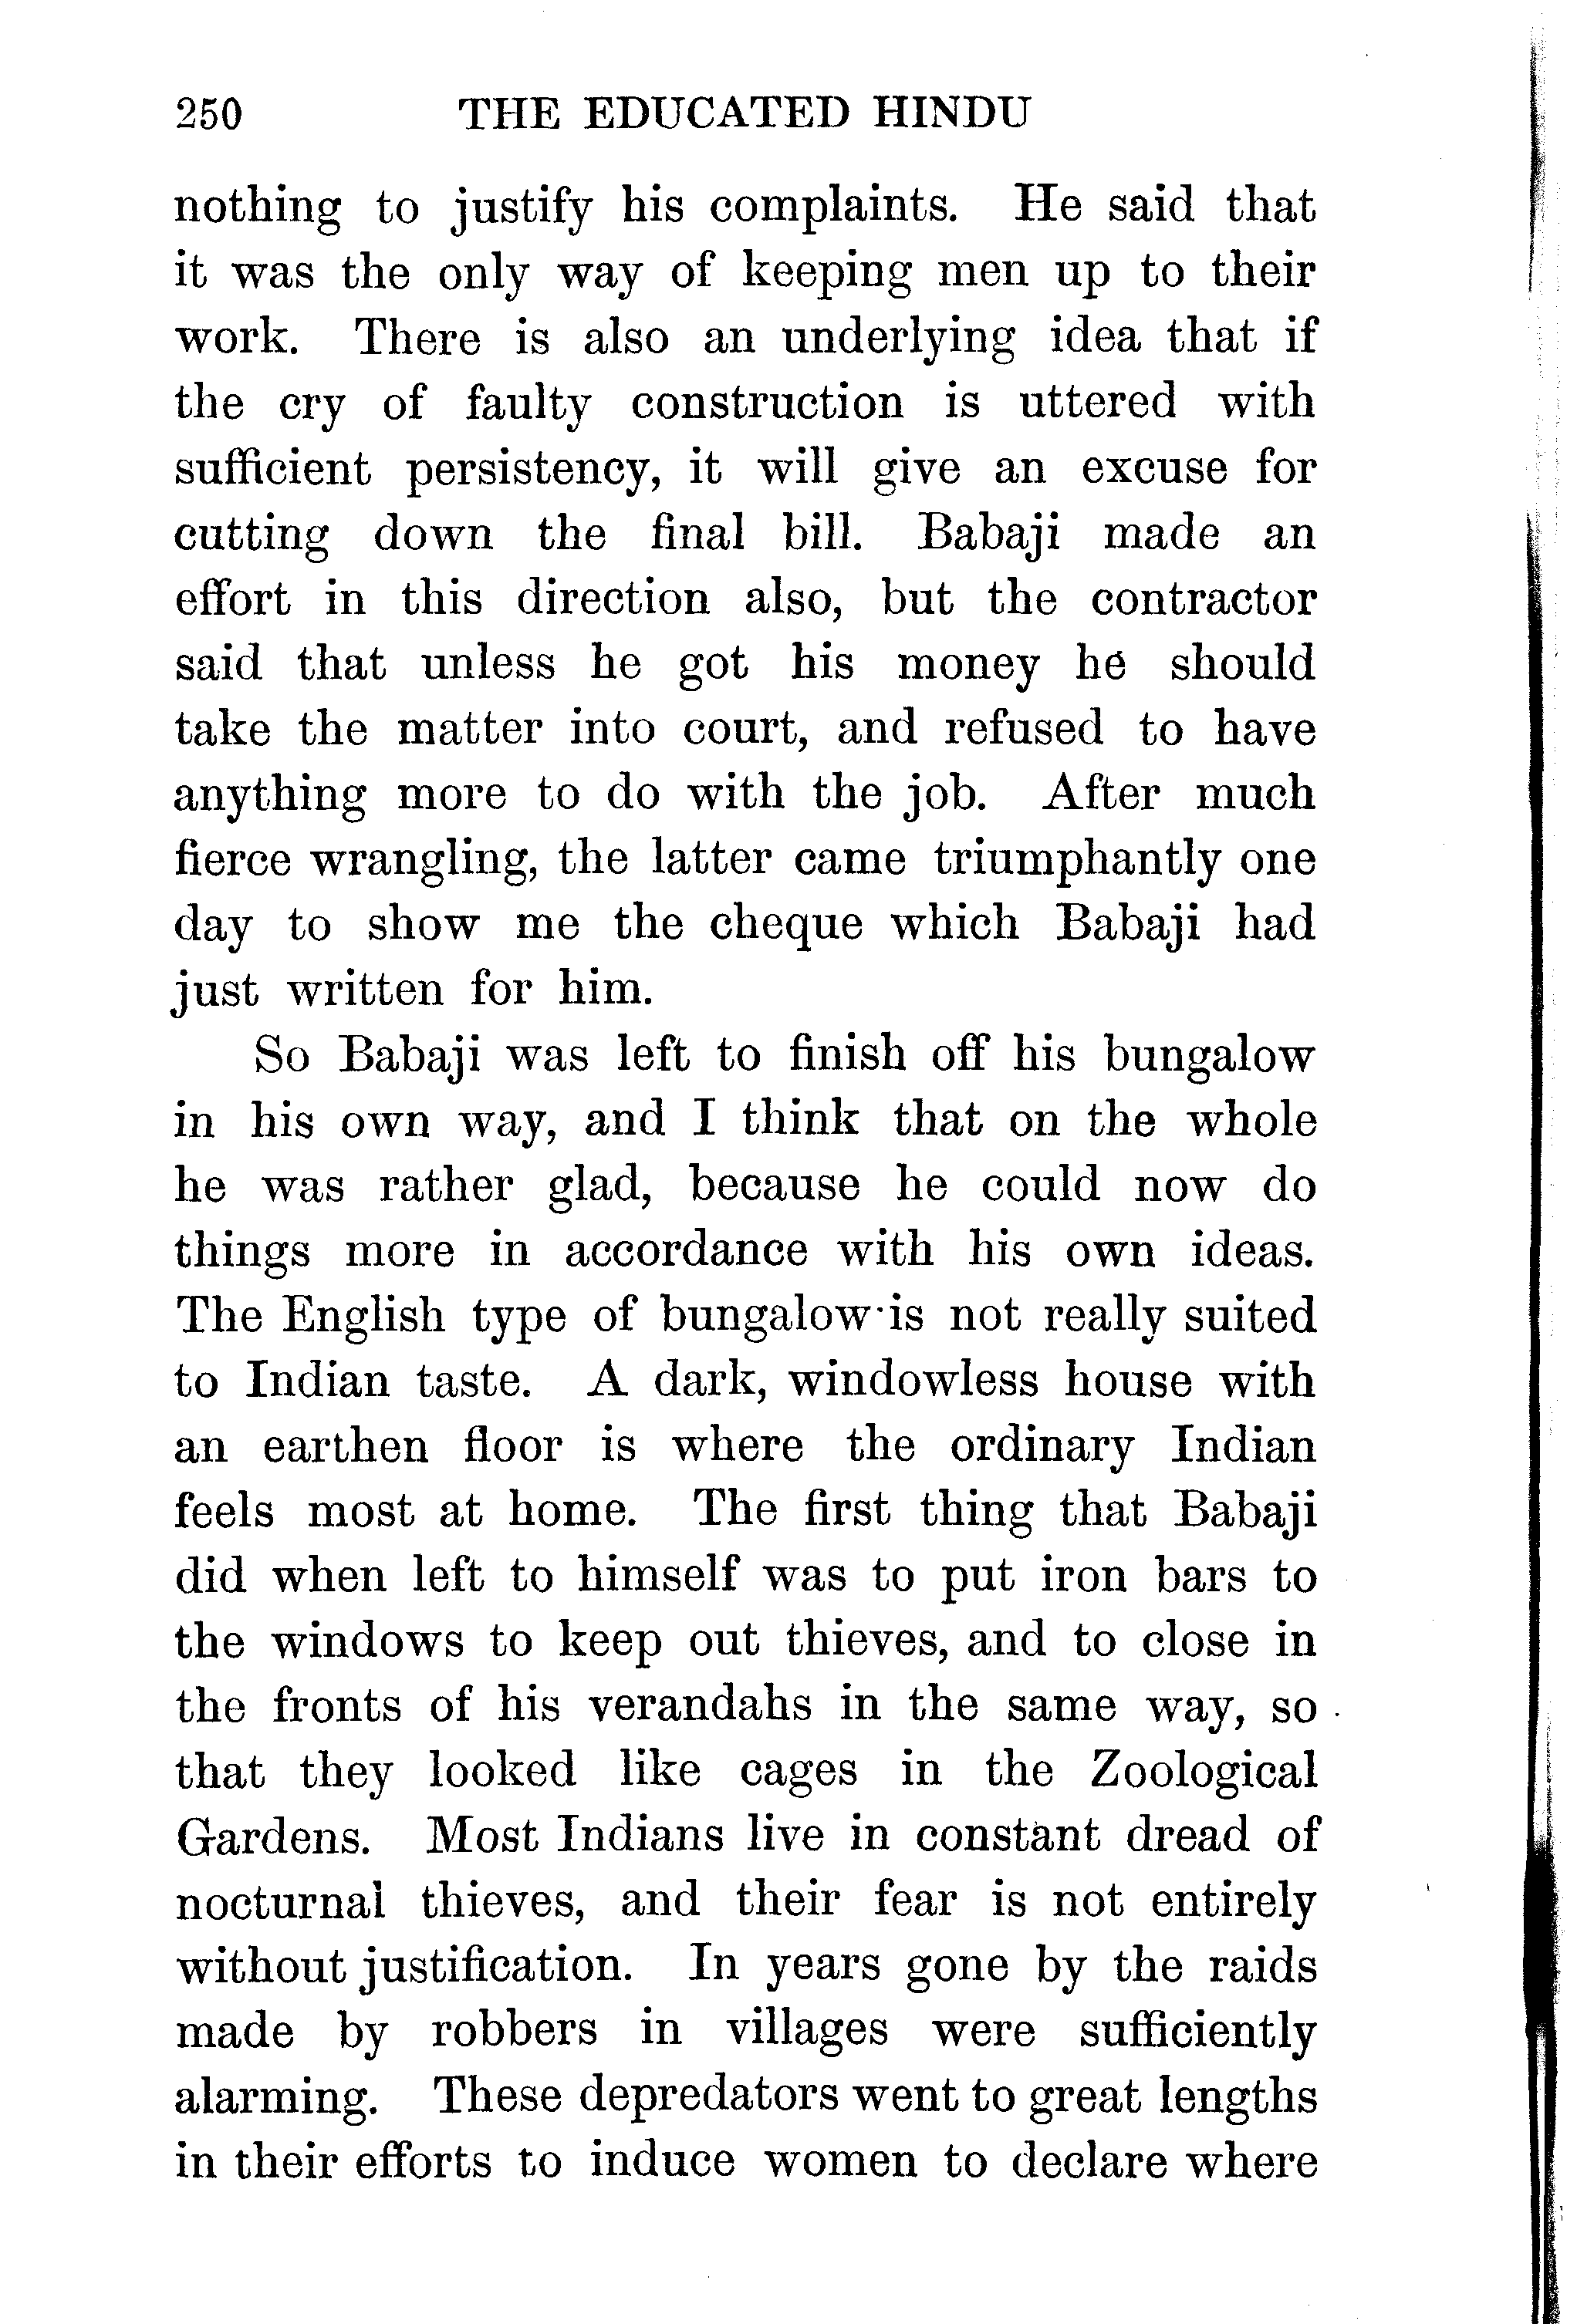 250 THE EDUCATED HINDU
nothing to justify his complaints. He said that
it was the only way of keeping men up to their
work. There is also an underlying idea that if
the cry of faulty construction is uttered with
sufficient persistency, it will give an excuse for
cutting down the final bill. Babaji made an
effort in this direction also, but the contractor
said that unless he got his money he should
take the matter into court, and refused to have
anything more to do with the job. After much
fierce wrangling, the latter came triumphantly one
day to show me the cheque which Babaji had
just written for him.
So Babaji was left to finish off his bungalow
in his own way, and I think that on the whole
he was rather glad, because he could now do
things more in accordance with his own ideas.
The English type of bungalow is not really suited
to Indian taste. A dark, windowless house with
an earthen floor is where the ordinary Indian
feels most at home. The first thing that Babaji
did when left to himself was to put iron bars to
the windows to keep out thieves, and to close in
the fronts of his verandahs in the same way, so
that they looked like cages in the Zoological
Gardens. Most Indians live in constant dread of
nocturnal thieves, and their fear is not entirely
without justification. In years gone by the raids
made by robbers in villages were sufficiently
alarming. These depredators went to great lengths
in their efforts to induce women to declare where